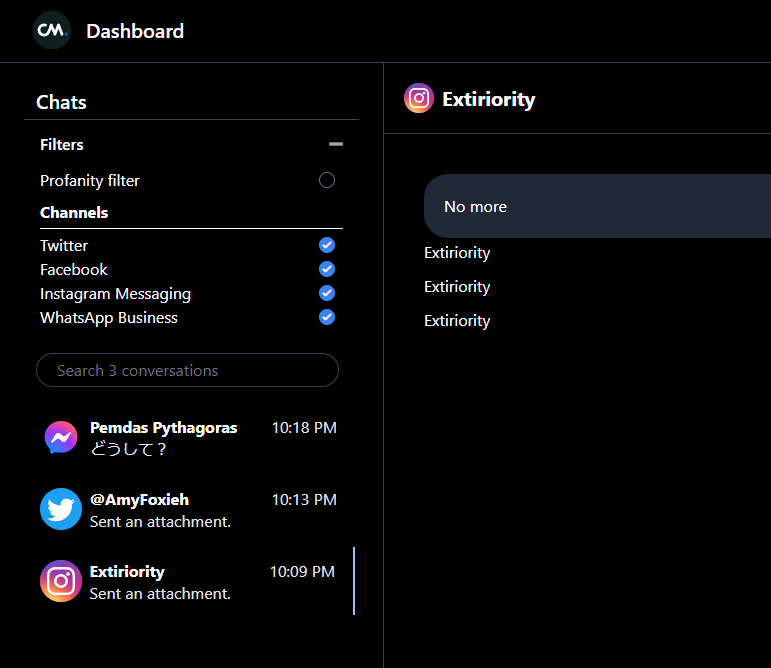 CM.
Dashboard
Chats
Filters
Profanity filter
Channels
Twitter
Facebook
Instagram Messaging
WhatsApp Business
Search 3 conversations
Pemdas Pythagoras 10:18 PM
どうして？
@AmyFoxieh 10:13 PM
Sent an attachment.
Extiriority 10:09 PM
Sent an attachment.
Extiriority
No more
Extiriority
Extiriority
Extiriority